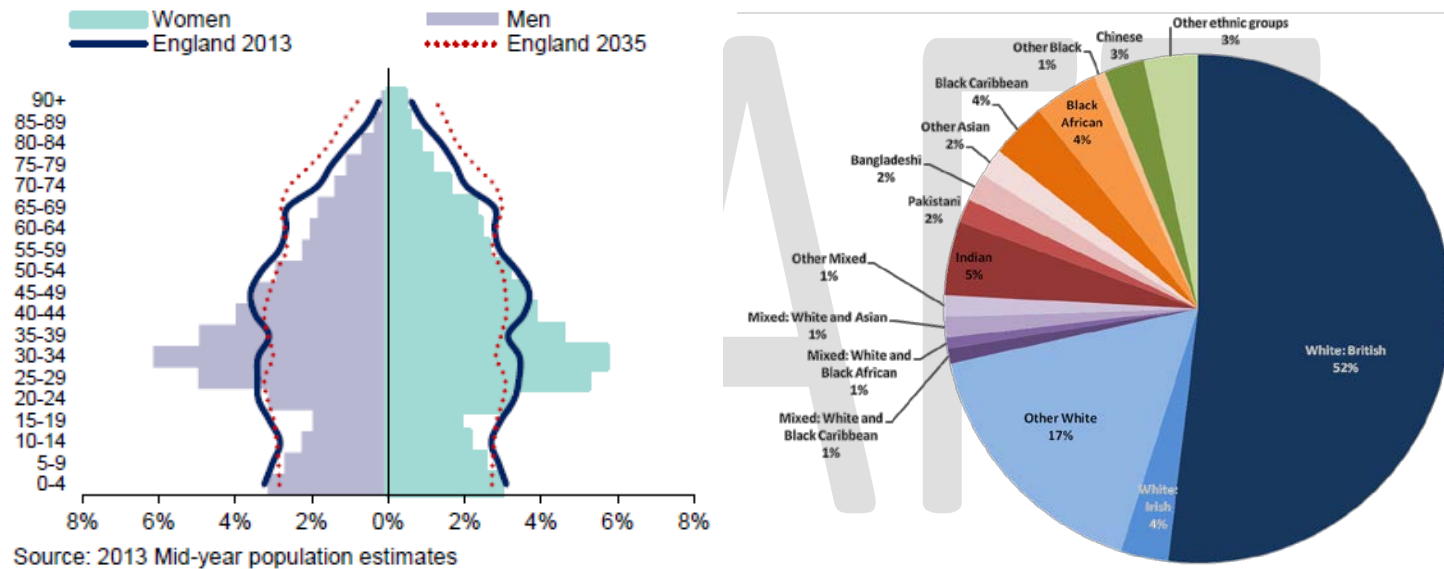 Women
Men
England 2013
England 2035
90+
85-89
80-84
75-79
70-74
65-69
60-64
55-59
50-54
45-49
40-44
35-39
30-34
25-29
20-24
15-19
10-14
5-9
0-4
8%
6%
4%
2%
0%
2%
4%
6%
8%
Source: 2013 Mid-year population estimates
Other ethnic groups
3%
Chinese
3%
Other Black
1%
Black Caribbean
4%
Black
African
4%
Other Asian
2%
Bangladeshi
2%
Pakistani
2%
Indian
5%
Other Mixed
1%
Mixed: White and Asian
1%
Mixed: White and
Black African
1%
Mixed: White and
Black Caribbean
1%
Other White
17%
White:
Irish
4%
White: British
52%